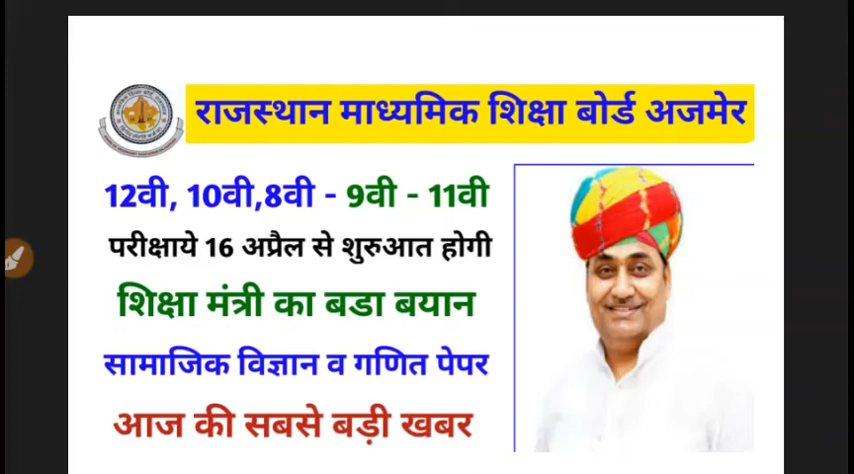 राजस्थान माध्यमिक शिक्षा बोर्ड अजमेर
12वी, 10वी,8वी - 9वी - 11वी
परीक्षाये 16 अप्रैल से शुरुआत होगी
शिक्षा मंत्री का बडा बयान
सामाजिक विज्ञान व गणित पेपर
आज की सबसे बड़ी खबर